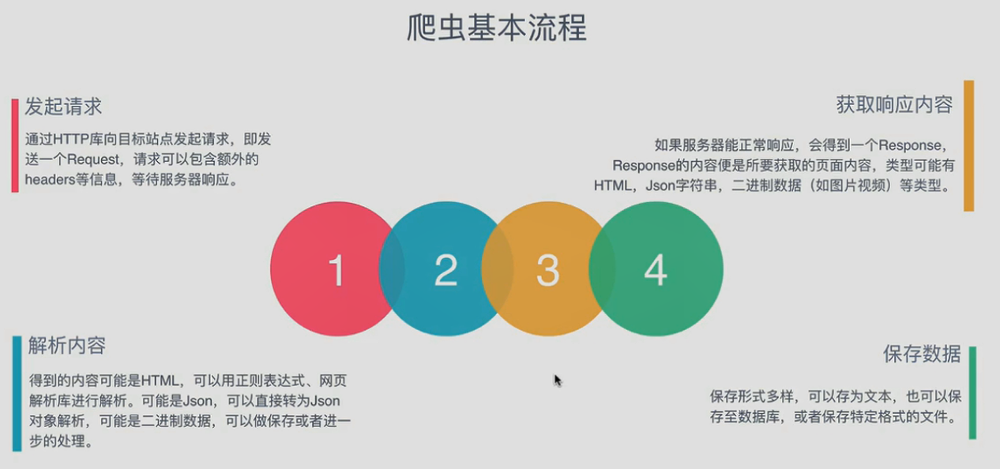 爬虫基本流程
发起请求
通过HTTP库向目标站点发起请求，即发
送一个Request，请求可以包含额外的
headers等信息，等待服务器响应。
获取响应内容
如果服务器能正常响应，会得到一个Response，
Response的内容便是所要获取的页面内容，类型可能有
HTML，Json字符串，二进制数据（如图片视频）等类型。
1
2
3
4
解析内容
得到的内容可能是HTML，可以用正则表达式、网页
解析库进行解析。可能是Json，可以直接转为Json
对象解析，可能是二进制数据，可以做保存或者进一
步的处理。
保存数据
保存形式多样，可以存为文本，也可以保
存至数据库，或者保存特定格式的文件。